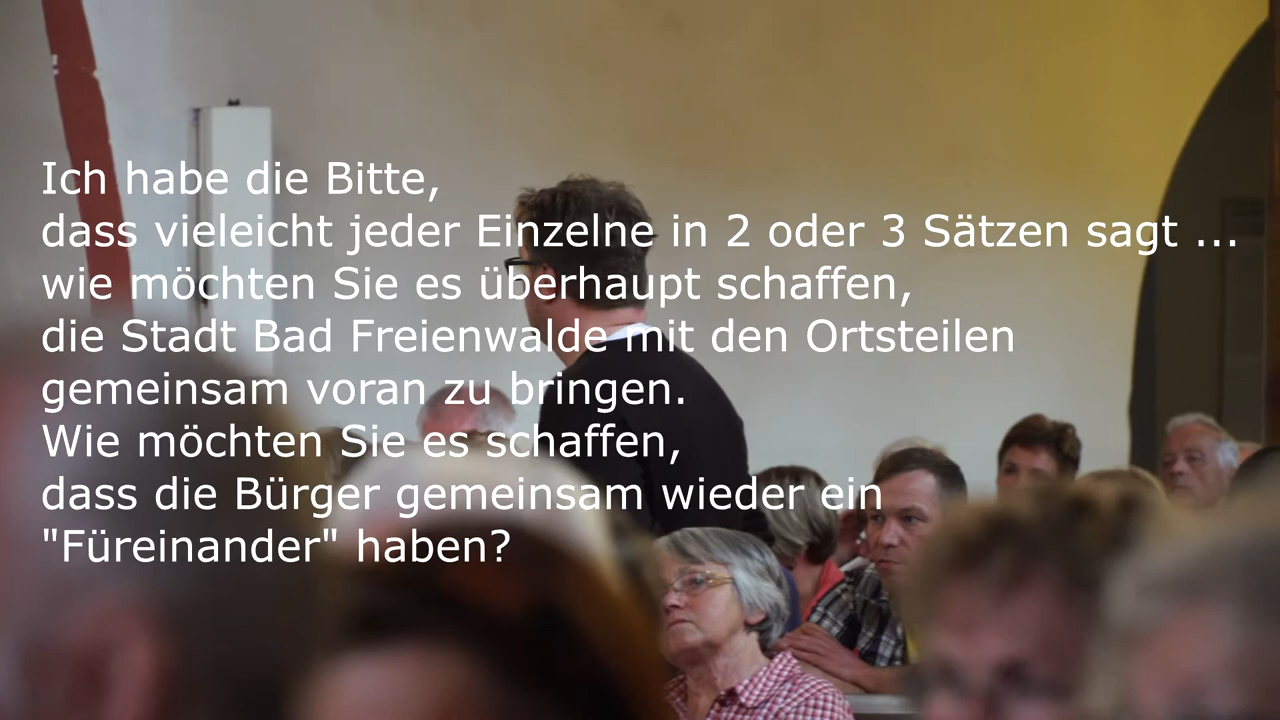 Ich habe die Bitte,
dass vieleicht jeder Einzelne in 2 oder 3 Sätzen sagt ...
wie möchten Sie es überhaupt schaffen,
die Stadt Bad Freienwalde mit den Ortsteilen
gemeinsam voran zu bringen.
Wie möchten Sie es schaffen,
dass die Bürger gemeinsam wieder ein
"Füreinander" haben?